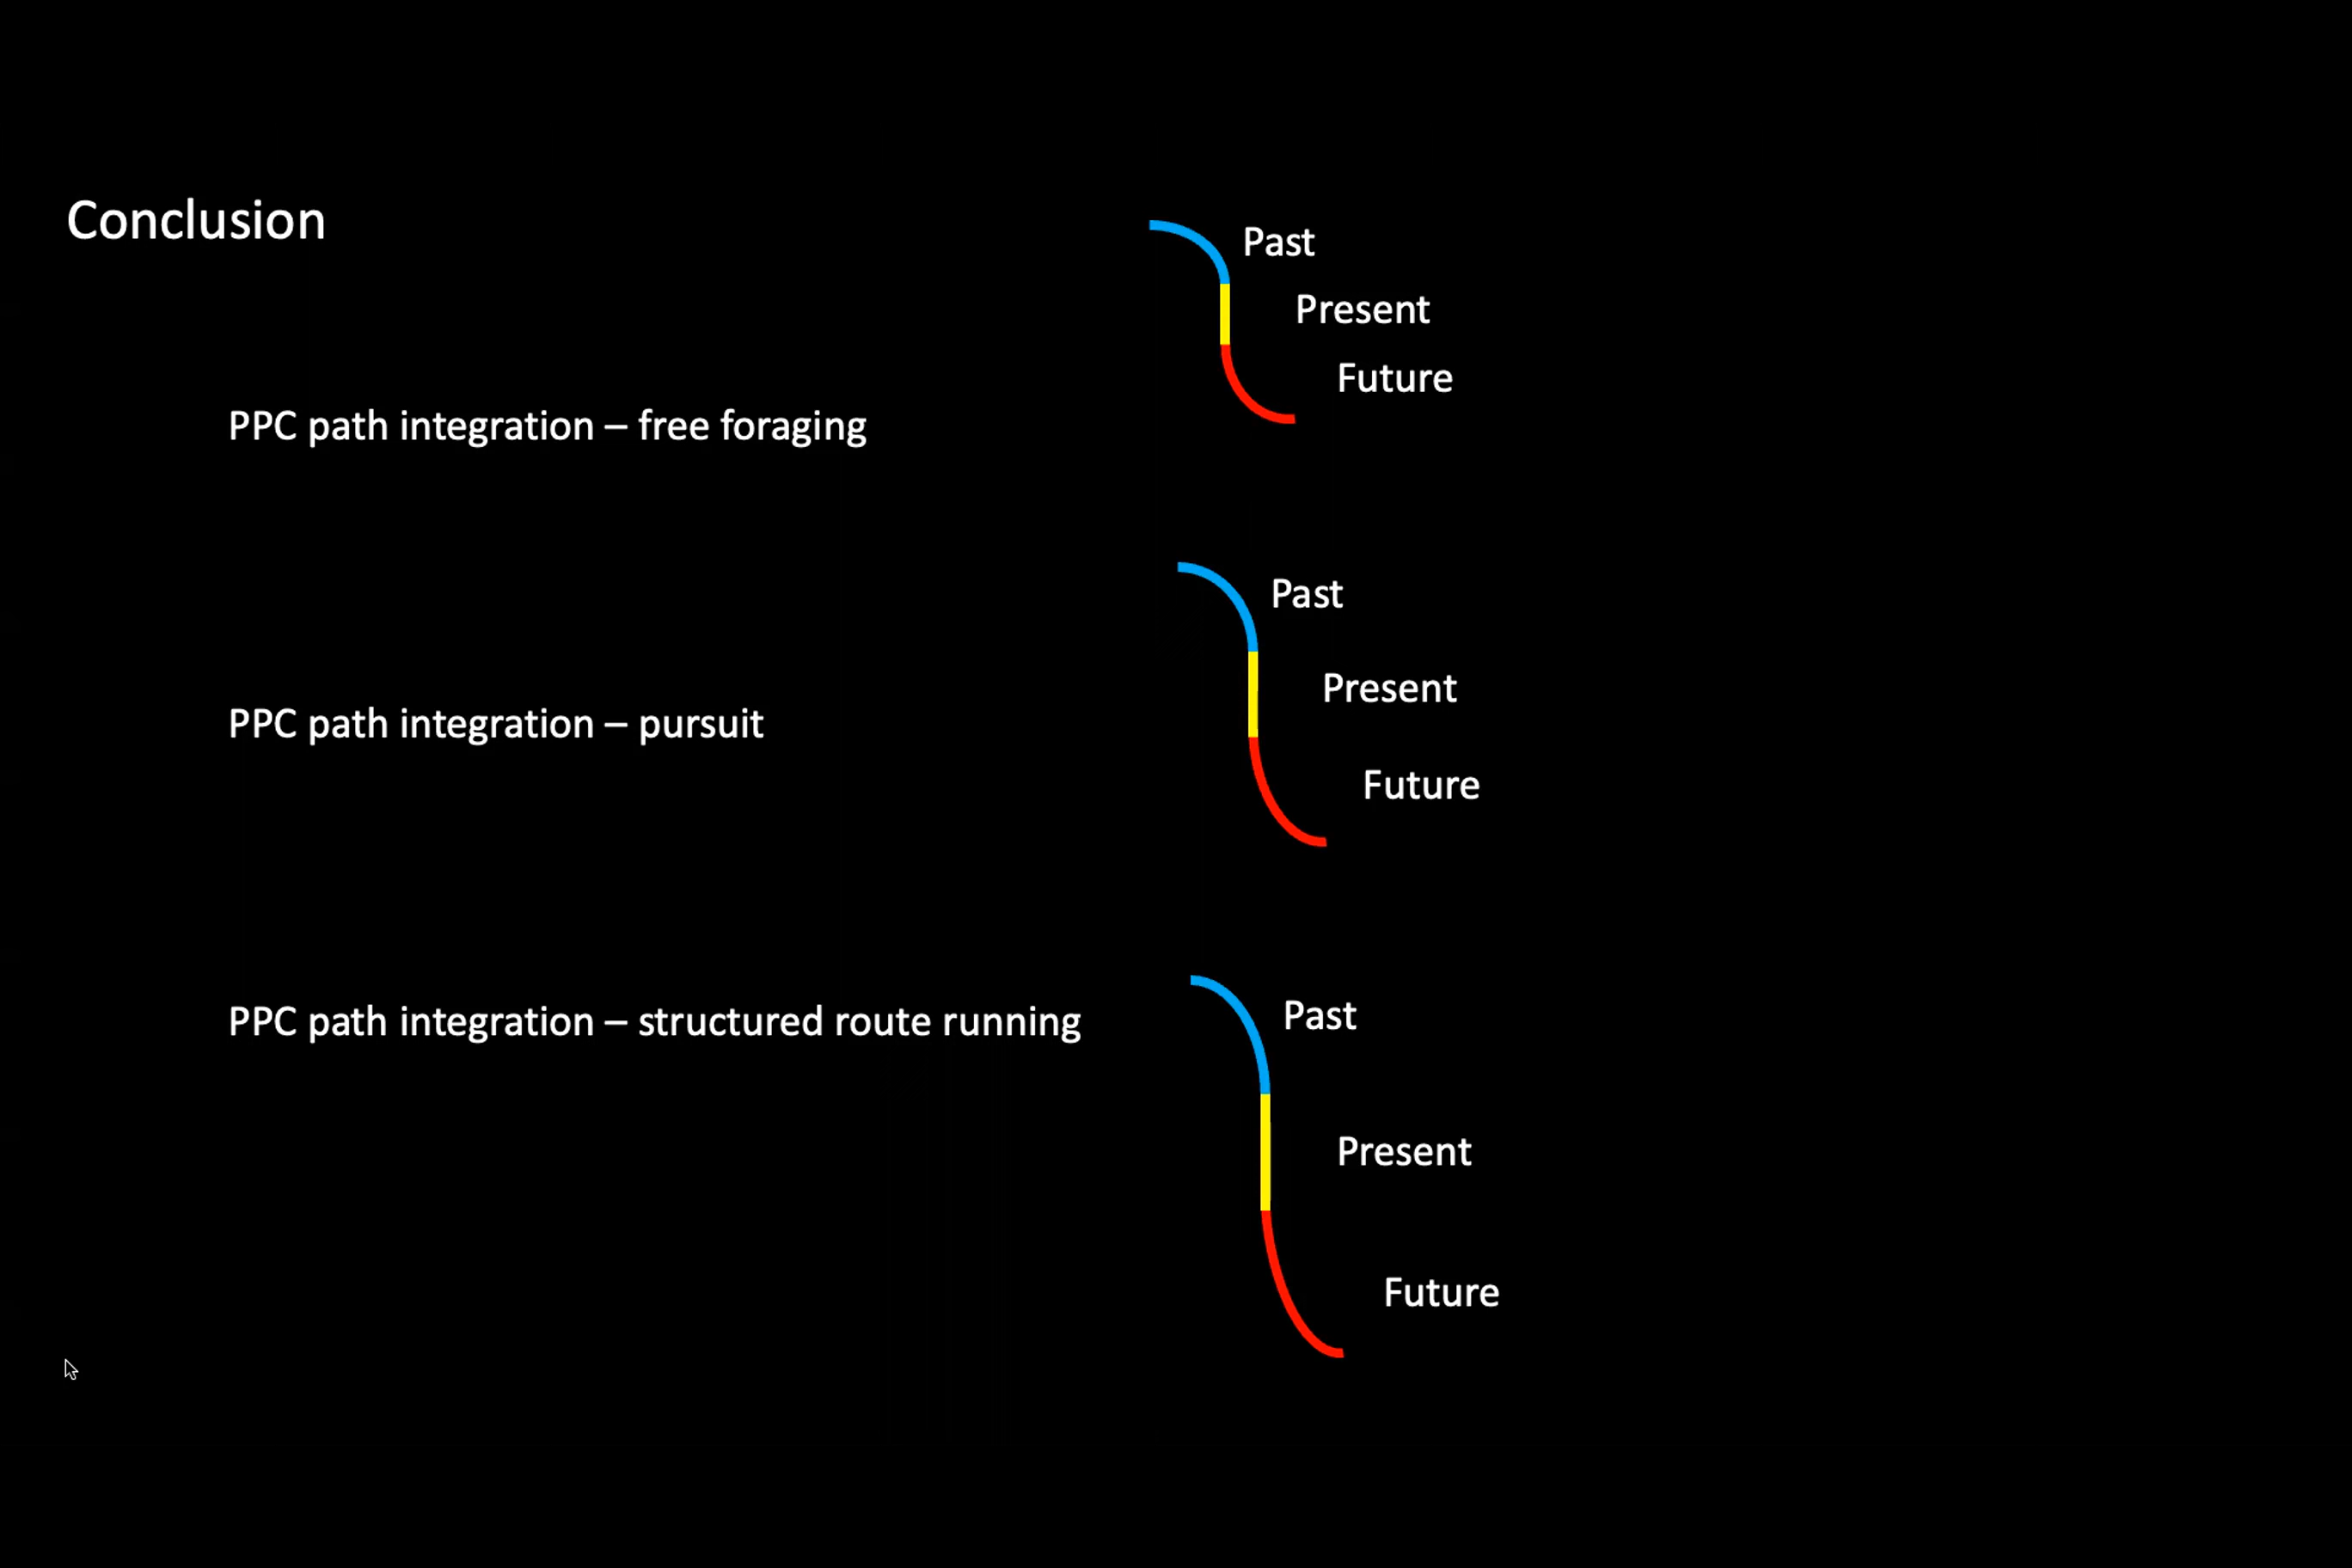 Conclusion
Past
Present
Future
PPC path integration – free foraging
Past
Present
Future
PPC path integration – pursuit
Past
Present
Future
PPC path integration – structured route running